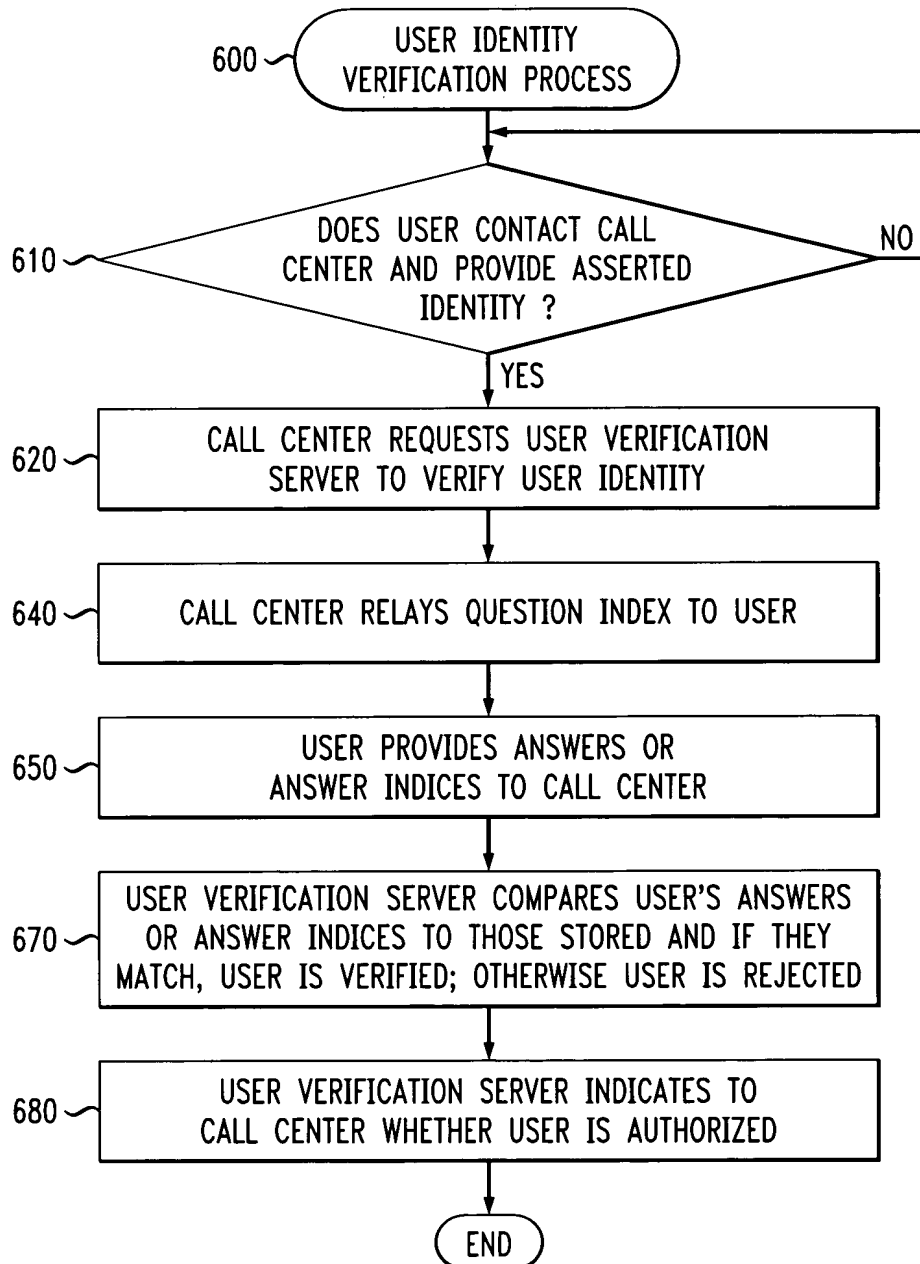 600
USER IDENTITY
VERIFICATION PROCESS
610
DOES USER CONTACT CALL
CENTER AND PROVIDE ASSERTED
IDENTITY ?
NO
YES
620
CALL CENTER REQUESTS USER VERIFICATION
SERVER TO VERIFY USER IDENTITY
640
CALL CENTER RELAYS QUESTION INDEX TO USER
650
USER PROVIDES ANSWERS OR
ANSWER INDICES TO CALL CENTER
670
USER VERIFICATION SERVER COMPARES USER'S ANSWERS
OR ANSWER INDICES TO THOSE STORED AND IF THEY
MATCH, USER IS VERIFIED; OTHERWISE USER IS REJECTED
680
USER VERIFICATION SERVER INDICATES TO
CALL CENTER WHETHER USER IS AUTHORIZED
END